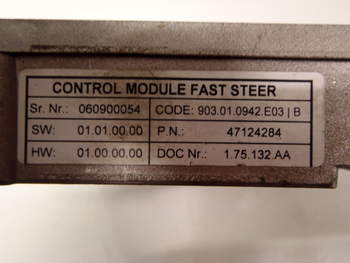 CONTROL MODULE FAST STEER
Sr. Nr.: 060900054 CODE: 903.01.0942.E03 | B
SW: 01.01.00.00 P.N.: 47124284
HW: 01.00.00.00 DOC Nr.: 1.75.132.AA